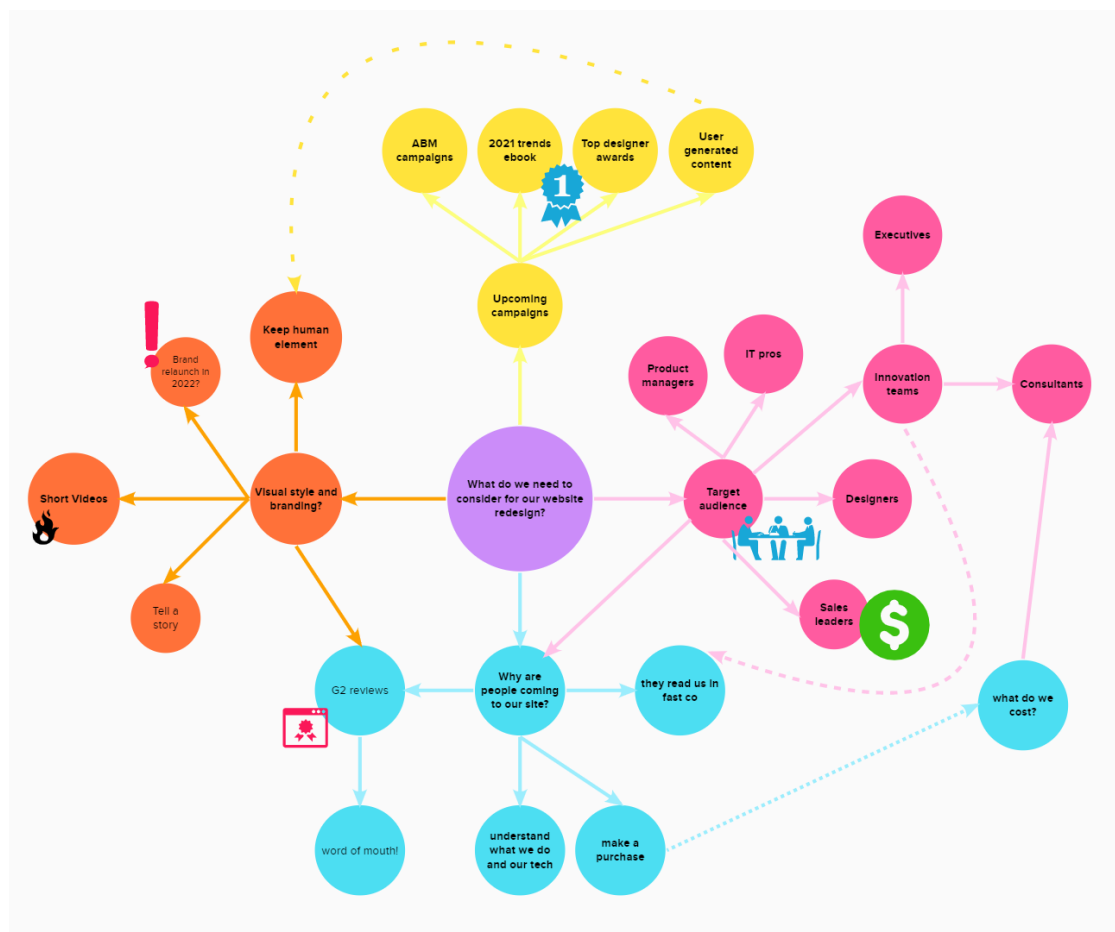 ABM
campaigns
2021 trends
ebook
Top designer
awards
User
generated
content
1
Executives
Upcoming
campaigns
Keep human
element
Brand
relaunch in
2022?
IT pros
Product
managers
Innovation
teams
Consultants
Short Videos
Visual style and
branding?
What do we need to
consider for our website
redesign?
Target
audience
Designers
Tell a
story
Sales
leaders
$
G2 reviews
Why are
people coming
to our site?
they read us in
fast co
what do we
cost?
word of mouth!
understand
what we do
and our tech
make a
purchase